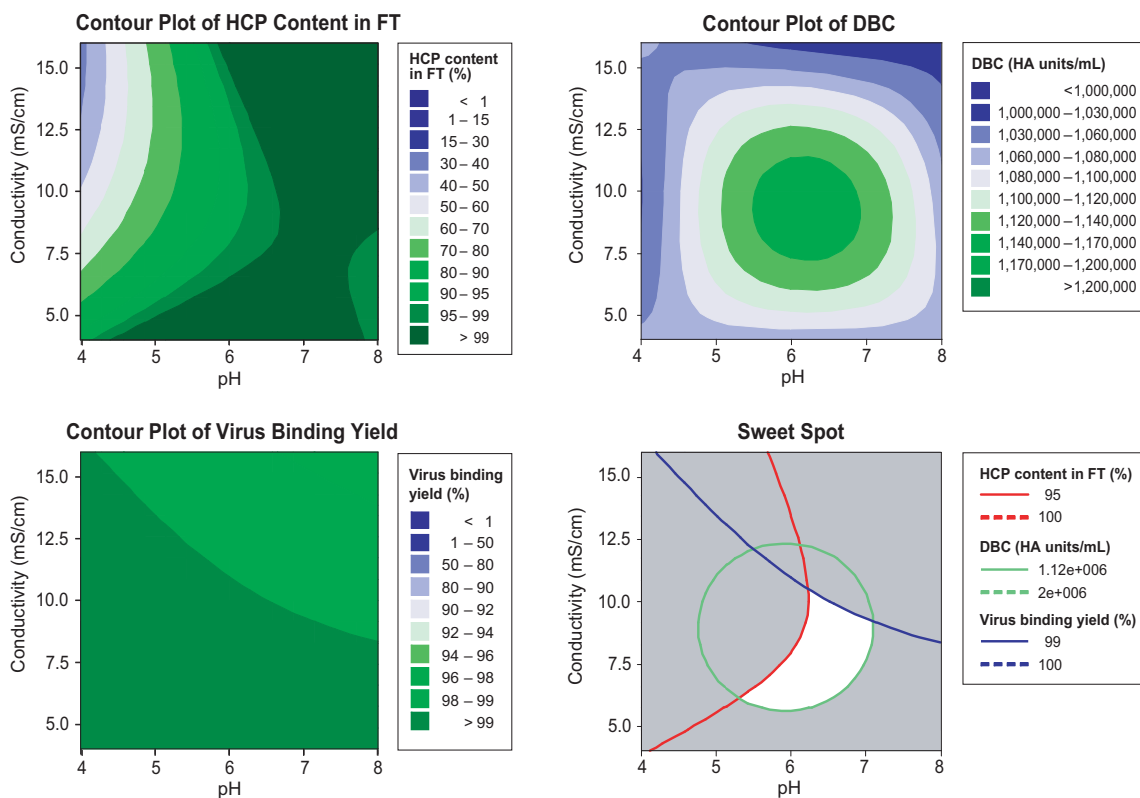 Contour Plot of HCP Content in FT
Conductivity (mS/cm)
15.0
12.5
10.0
7.5
5.0
4 5 6 7 8
pH
HCP content
in FT (%)
< 1
1 – 15
15 – 30
30 – 40
40 – 50
50 – 60
60 – 70
70 – 80
80 – 90
90 – 95
95 – 99
> 99
Contour Plot of DBC
Conductivity (mS/cm)
15.0
12.5
10.0
7.5
5.0
4 5 6 7 8
pH
DBC (HA units/mL)
<1,000,000
1,000,000 – 1,030,000
1,030,000 – 1,060,000
1,060,000 – 1,080,000
1,080,000 – 1,100,000
1,100,000 – 1,120,000
1,120,000 – 1,140,000
1,140,000 – 1,170,000
1,170,000 – 1,200,000
>1,200,000
Contour Plot of Virus Binding Yield
Conductivity (mS/cm)
15.0
12.5
10.0
7.5
5.0
4 5 6 7 8
pH
Virus binding
yield (%)
< 1
1 – 50
50 – 80
80 – 90
90 – 92
92 – 94
94 – 96
96 – 98
98 – 99
> 99
Sweet Spot
Conductivity (mS/cm)
15.0
12.5
10.0
7.5
5.0
4 5 6 7 8
pH
HCP content in FT (%)
95
100
DBC (HA units/mL)
1.12e+006
2e+006
Virus binding yield (%)
99
100